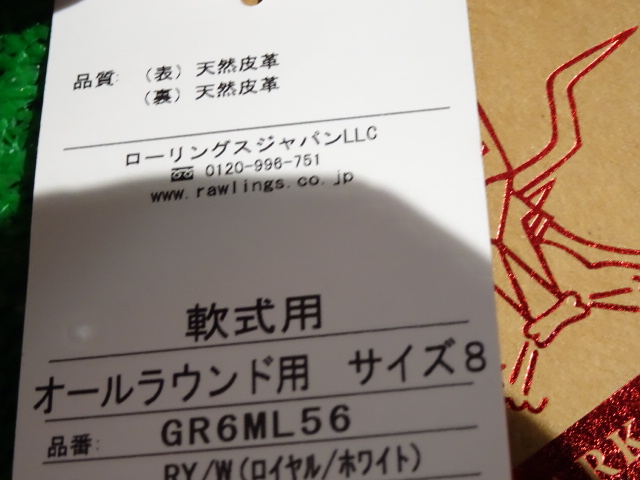 品質: (表) 天然皮革
(裏) 天然皮革
ローリングスジャパンLLC
0120-996-751
www.rawlings.co.jp
軟式用
オールラウンド用 サイズ8
品番: GR6ML56
RY/W(ロイヤル/ホワイト)
RK